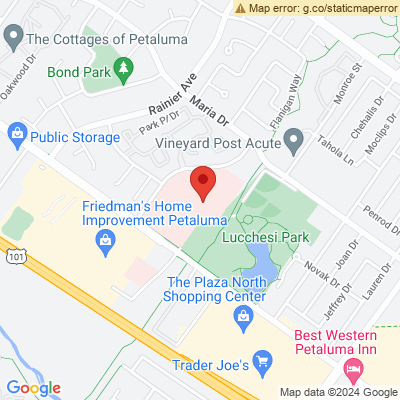 Map error: g.co/staticmaperror
The Cottages of Petaluma
Oakwood Dr
Bond Park
Rainier Ave
Maria Dr
Park Pl Dr
Flanigan Way
Monroe St
Chehalis Dr
Moclips Dr
Tahola Ln
Public Storage
Vineyard Post Acute
Friedman's Home
Improvement Petaluma
Penrod Dr
Lucchesi Park
Joan Dr
Novak Dr
Lauren Dr
Jeffrey Dr
101
The Plaza North
Shopping Center
Best Western
Petaluma Inn
Trader Joe's
Google
Map data ©2024 Google